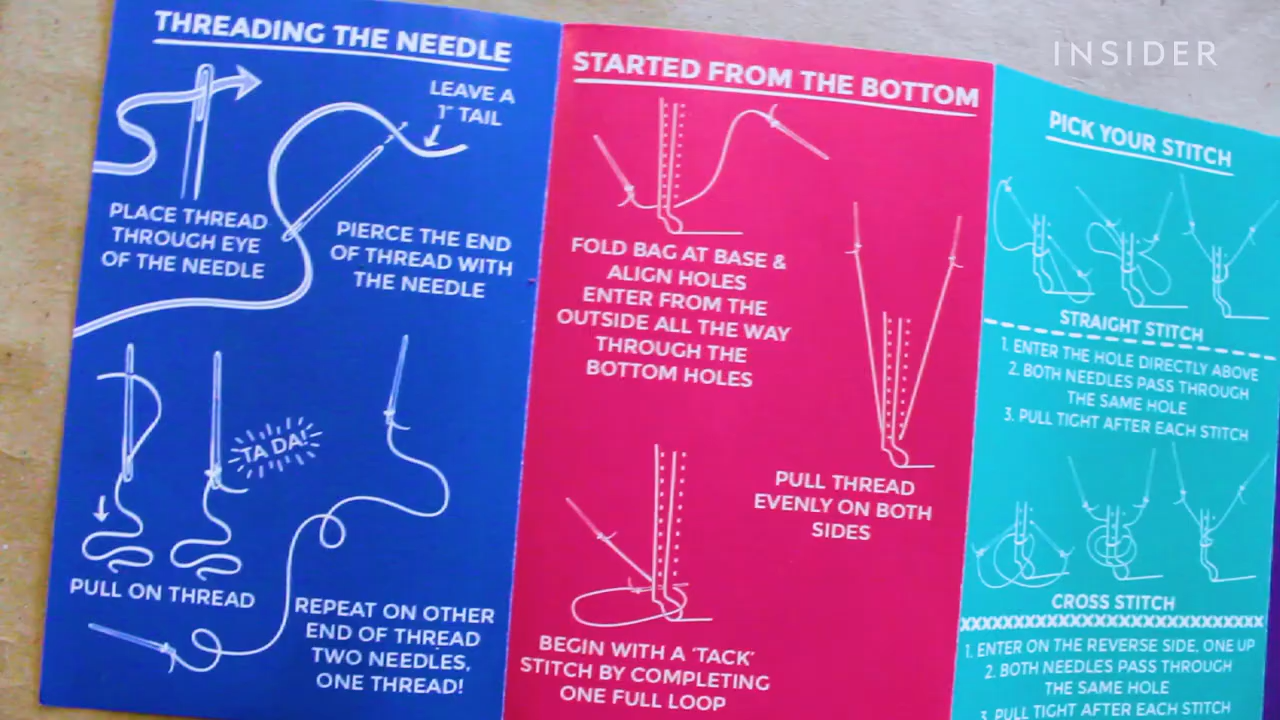 THREADING THE NEEDLE
LEAVE A
1" TAIL
PLACE THREAD
THROUGH EYE
OF THE NEEDLE
PIERCE THE END
OF THREAD WITH
THE NEEDLE
TA DA!
PULL ON THREAD
REPEAT ON OTHER
END OF THREAD
TWO NEEDLES,
ONE THREAD!
STARTED FROM THE BOTTOM
FOLD BAG AT BASE &
ALIGN HOLES
ENTER FROM THE
OUTSIDE ALL THE WAY
THROUGH THE
BOTTOM HOLES
PULL THREAD
EVENLY ON BOTH
SIDES
BEGIN WITH A 'TACK'
STITCH BY COMPLETING
ONE FULL LOOP
INSIDER
PICK YOUR STITCH
STRAIGHT STITCH
1. ENTER THE HOLE DIRECTLY ABOVE
2. BOTH NEEDLES PASS THROUGH
THE SAME HOLE
3. PULL TIGHT AFTER EACH STITCH
CROSS STITCH
1. ENTER ON THE REVERSE SIDE, ONE UP
2. BOTH NEEDLES PASS THROUGH
THE SAME HOLE
3. PULL TIGHT AFTER EACH STITCH